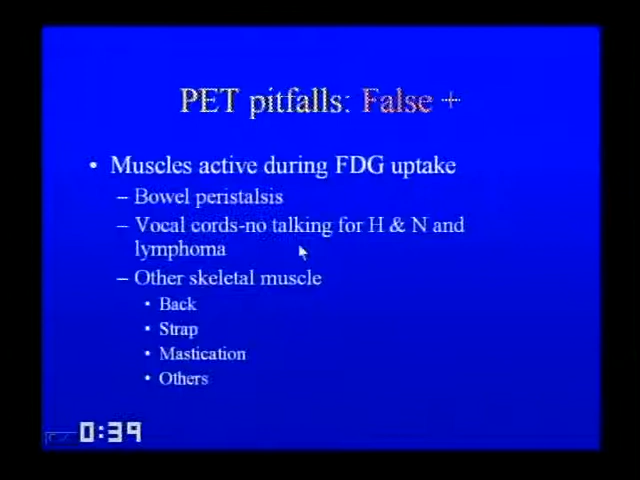 PET pitfalls: False +
• Muscles active during FDG uptake
– Bowel peristalsis
– Vocal cords-no talking for H & N and
lymphoma
– Other skeletal muscle
• Back
• Strap
• Mastication
• Others
0:39